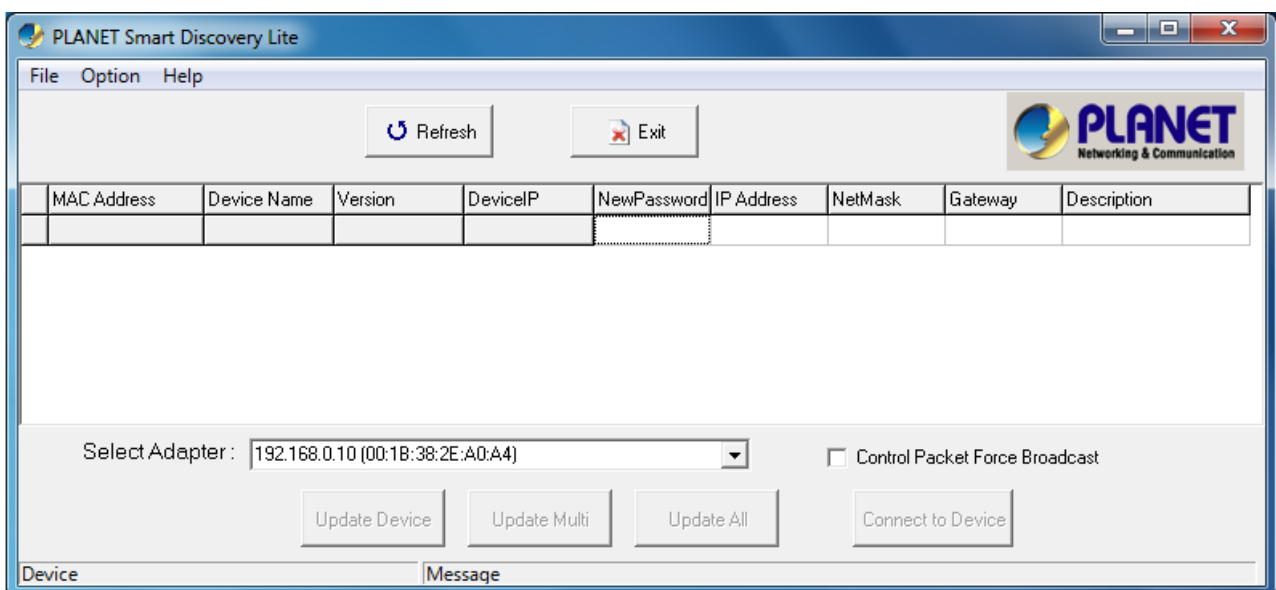 PLANET Smart Discovery Lite
File Option Help
Refresh Exit
PLANET
Networking & Communication
MAC Address Device Name Version DeviceIP NewPassword IP Address NetMask Gateway Description
Select Adapter : 192.168.0.10 (00:1B:38:2E:A0:A4) Control Packet Force Broadcast
Update Device Update Multi Update All Connect to Device
Device Message